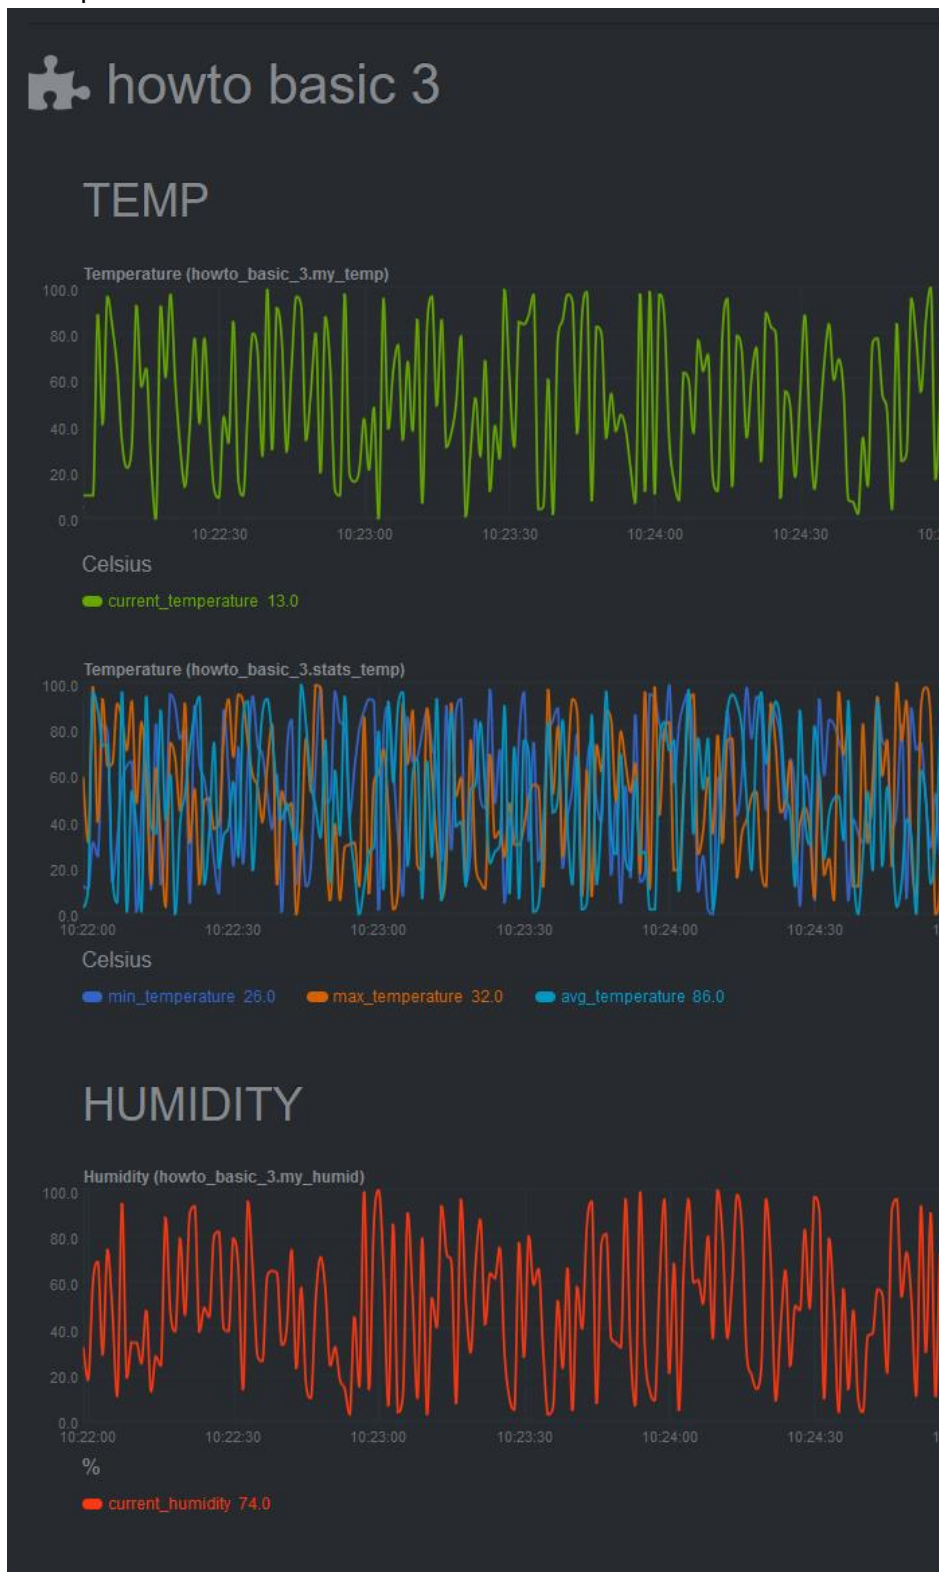 howto basic 3
TEMP
Temperature (howto_basic_3.my_temp)
100.0
80.0
60.0
40.0
20.0
0.0
10:22:30 10:23:00 10:23:30 10:24:00 10:24:30
Celsius
current_temperature 13.0
Temperature (howto_basic_3.stats_temp)
100.0
80.0
60.0
40.0
20.0
0.0
10:22:00 10:22:30 10:23:00 10:23:30 10:24:00 10:24:30
Celsius
min_temperature 26.0 max_temperature 32.0 avg_temperature 86.0
HUMIDITY
Humidity (howto_basic_3.my_humid)
100.0
80.0
60.0
40.0
20.0
0.0
10:22:00 10:22:30 10:23:00 10:23:30 10:24:00 10:24:30
%
current_humidity 74.0